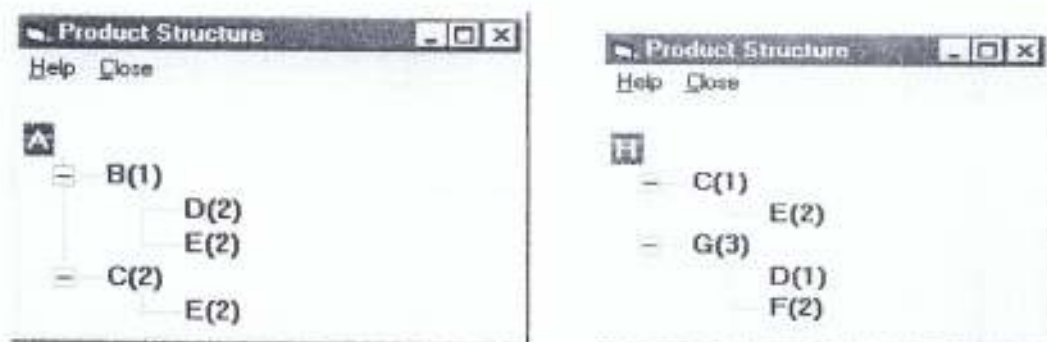 Product Structure
Help Close
A
B(1)
D(2)
E(2)
C(2)
E(2)
Product Structure
Help Close
H
C(1)
E(2)
G(3)
D(1)
F(2)